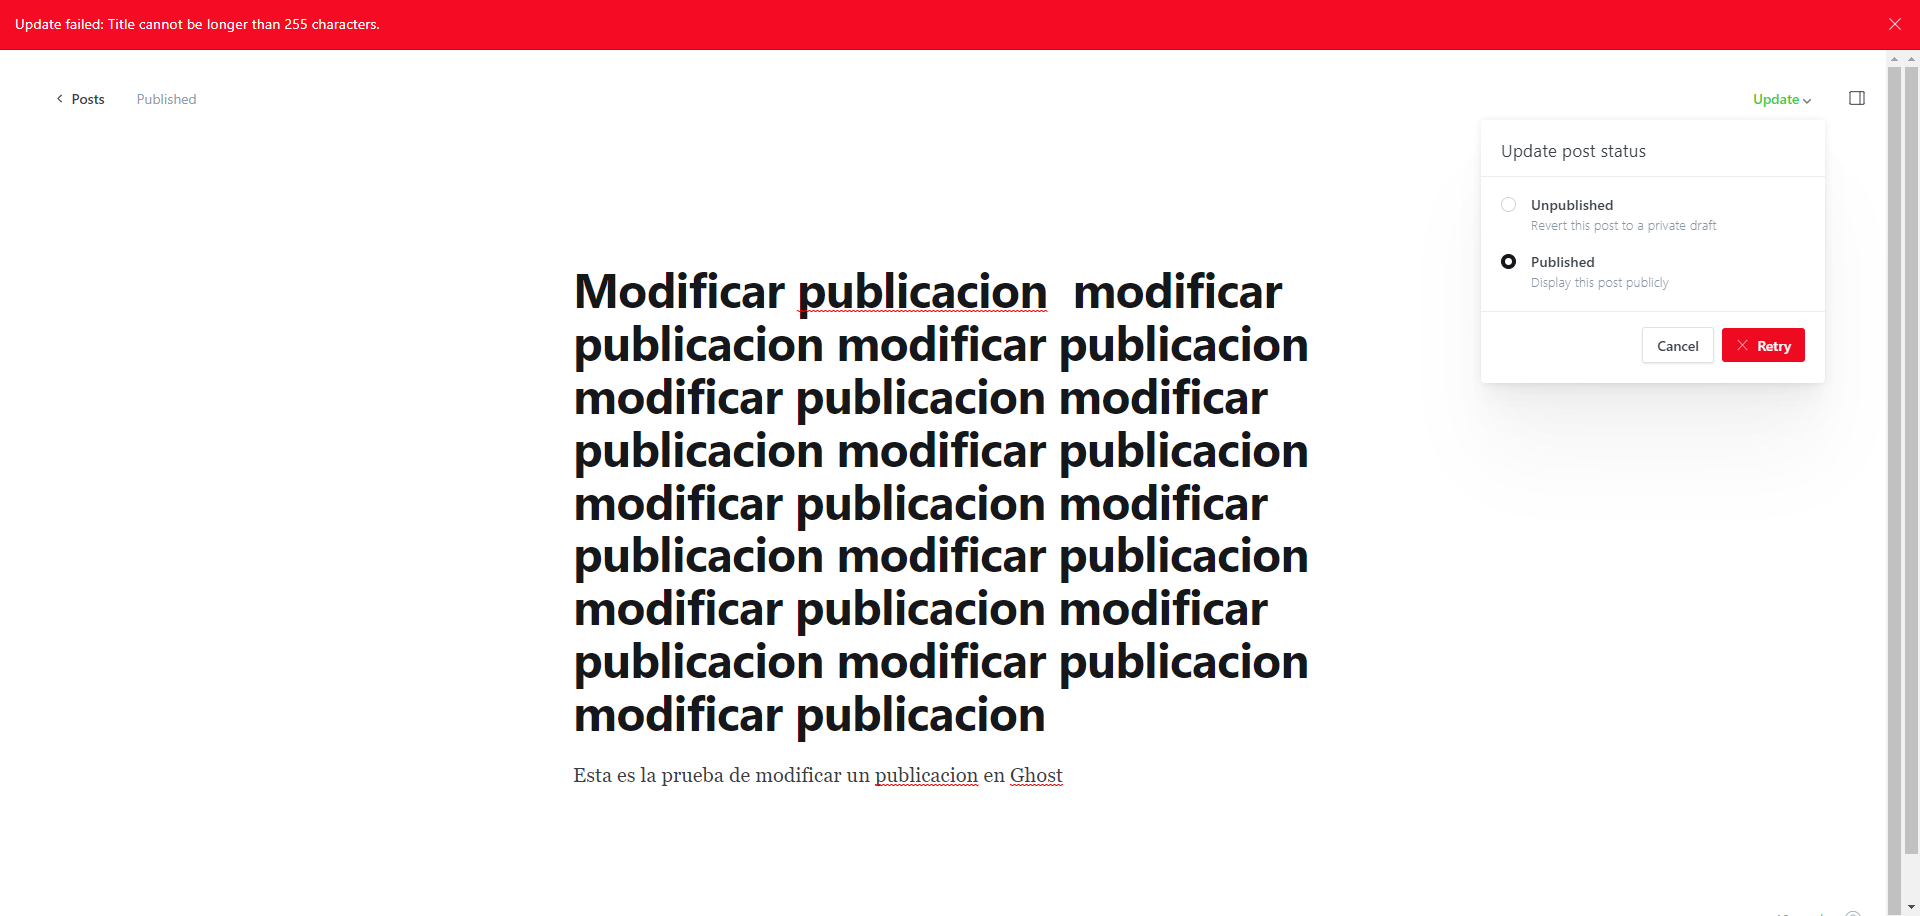 Update failed: Title cannot be longer than 255 characters.
Posts Published
Update
Update post status
Unpublished
Revert this post to a private draft
Published
Display this post publicly
Cancel Retry
Modificar publicacion  modificar
publicacion modificar publicacion
modificar publicacion modificar
publicacion modificar publicacion
modificar publicacion modificar
publicacion modificar publicacion
modificar publicacion modificar
publicacion modificar publicacion
modificar publicacion
Esta es la prueba de modificar un publicacion en Ghost